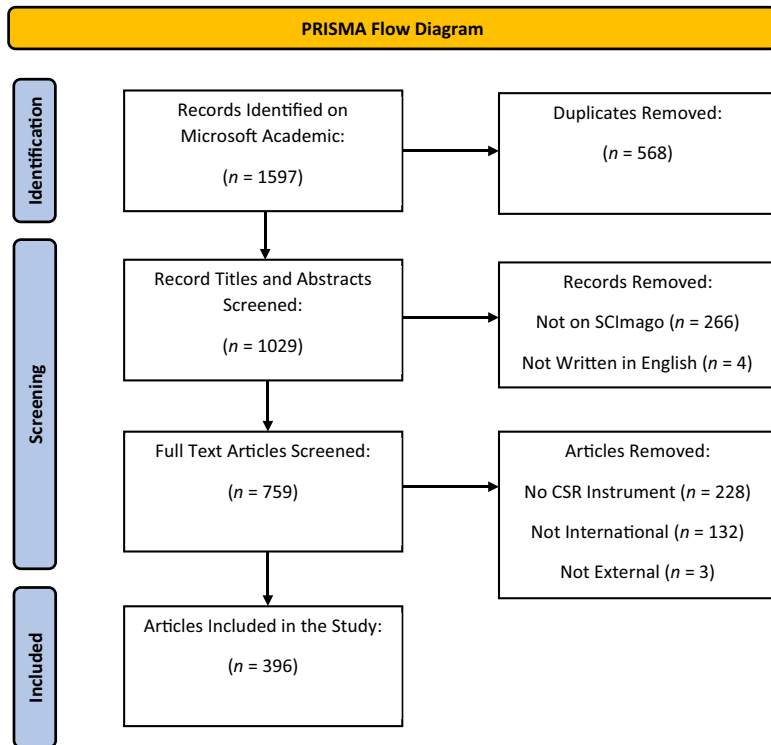 PRISMA Flow Diagram
Identification
Records Identified on
Microsoft Academic:
(n = 1597)
Duplicates Removed:
(n = 568)
Screening
Record Titles and Abstracts
Screened:
(n = 1029)
Records Removed:
Not on SCImago (n = 266)
Not Written in English (n = 4)
Full Text Articles Screened:
(n = 759)
Articles Removed:
No CSR Instrument (n = 228)
Not International (n = 132)
Not External (n = 3)
Included
Articles Included in the Study:
(n = 396)